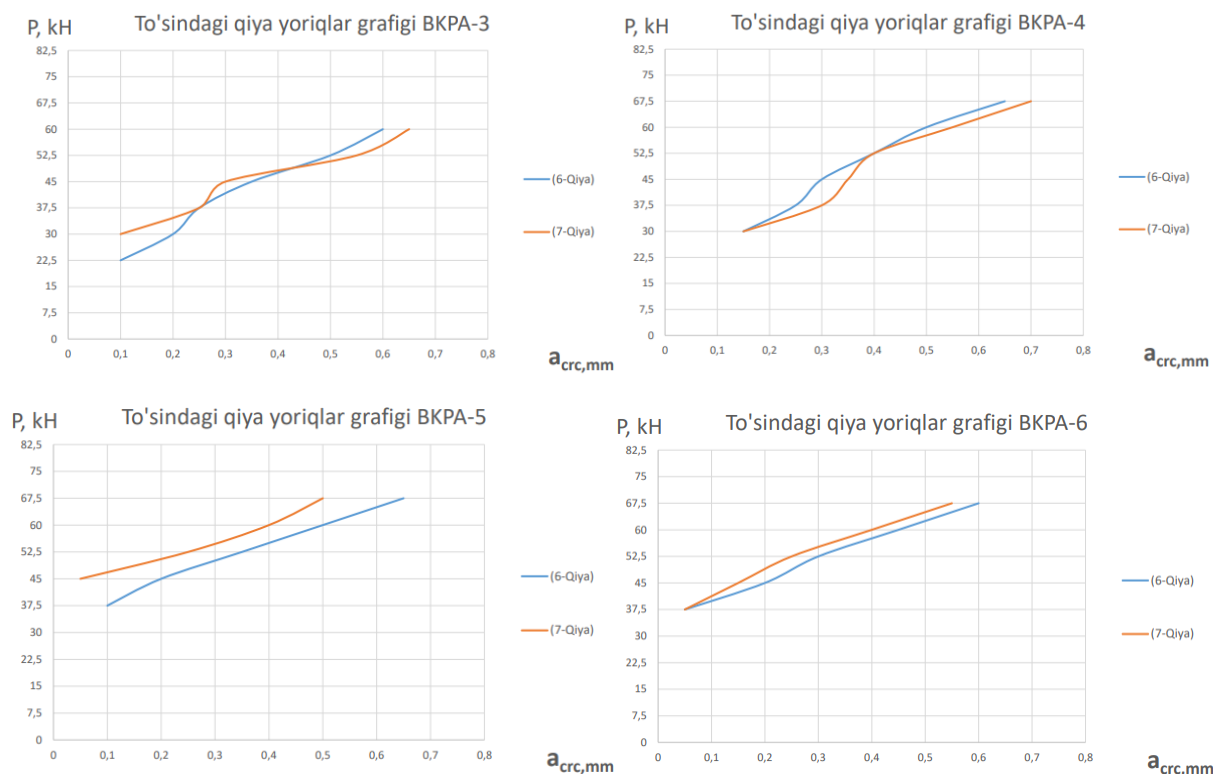 P, kH
To'sindagi qiya yoriqlar grafigi BKPA-3
82,5
75
67,5
60
52,5
45
37,5
30
22,5
15
7,5
0
0 0,1 0,2 0,3 0,4 0,5 0,6 0,7 0,8
(6-Qiya)
(7-Qiya)
acrc,mm
P, kH
To'sindagi qiya yoriqlar grafigi BKPA-4
82,5
75
67,5
60
52,5
45
37,5
30
22,5
15
7,5
0
0 0,1 0,2 0,3 0,4 0,5 0,6 0,7 0,8
(6-Qiya)
(7-Qiya)
acrc,mm
P, kH
To'sindagi qiya yoriqlar grafigi BKPA-5
82,5
75
67,5
60
52,5
45
37,5
30
22,5
15
7,5
0
0 0,1 0,2 0,3 0,4 0,5 0,6 0,7 0,8
(6-Qiya)
(7-Qiya)
acrc,mm
P, kH
To'sindagi qiya yoriqlar grafigi BKPA-6
82,5
75
67,5
60
52,5
45
37,5
30
22,5
15
7,5
0
0 0,1 0,2 0,3 0,4 0,5 0,6 0,7 0,8
(6-Qiya)
(7-Qiya)
acrc,mm